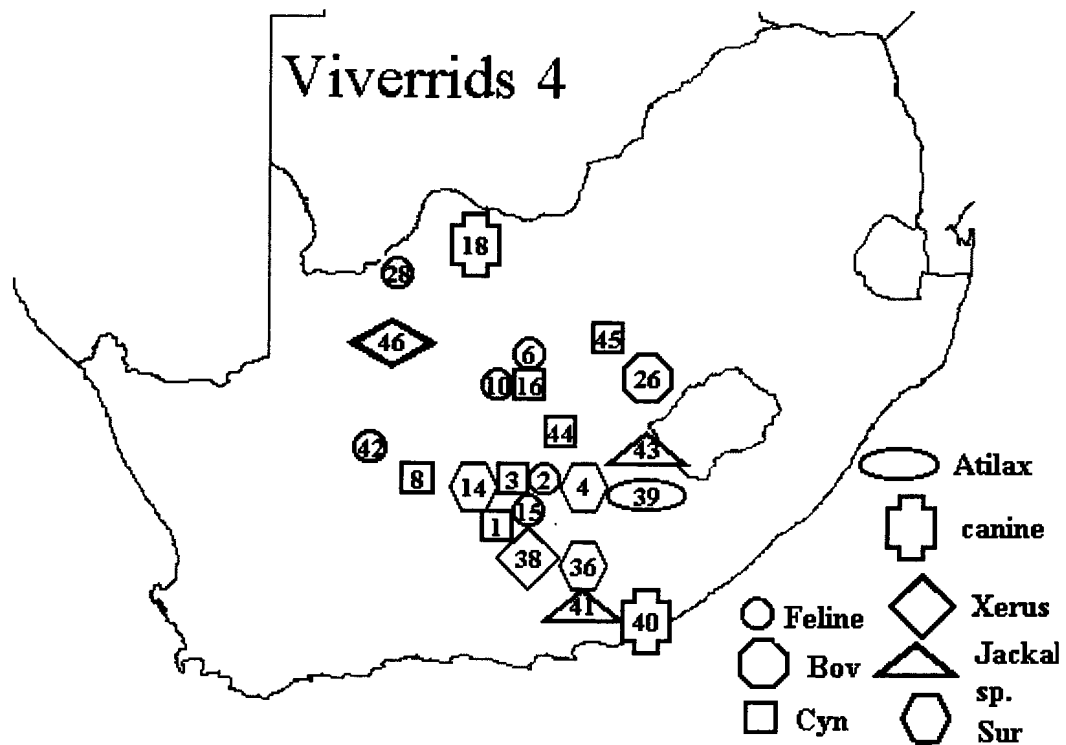 Viverrids 4
18
28
46
6
45
10 16
26
44
42
43
8
14 3 2 4
39
15
1
38
36
41
40
Atilax
canine
Xerus
Feline
Jackal
Bov
sp.
Cyn
Sur